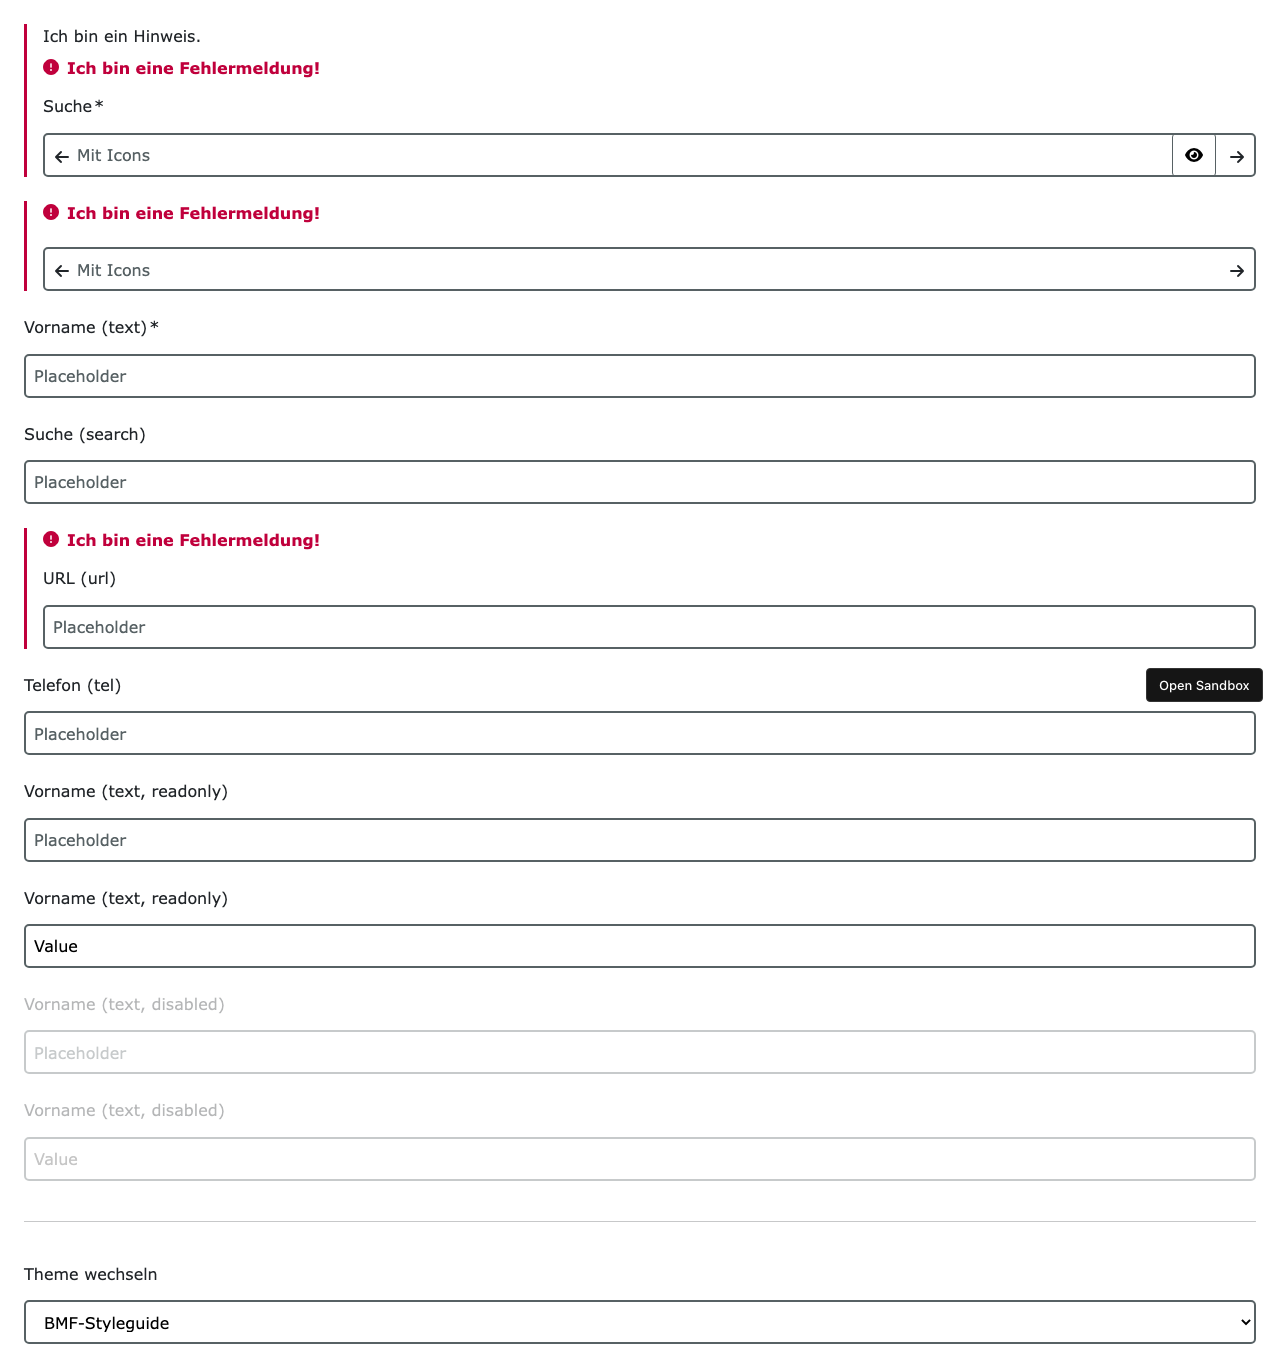 Ich bin ein Hinweis.
Ich bin eine Fehlermeldung!
Suche*
Mit Icons
Ich bin eine Fehlermeldung!
Mit Icons
Vorname (text)*
Placeholder
Suche (search)
Placeholder
Ich bin eine Fehlermeldung!
URL (url)
Placeholder
Telefon (tel)
Open Sandbox
Placeholder
Vorname (text, readonly)
Placeholder
Vorname (text, readonly)
Value
Vorname (text, disabled)
Placeholder
Vorname (text, disabled)
Value
Theme wechseln
BMF-Styleguide